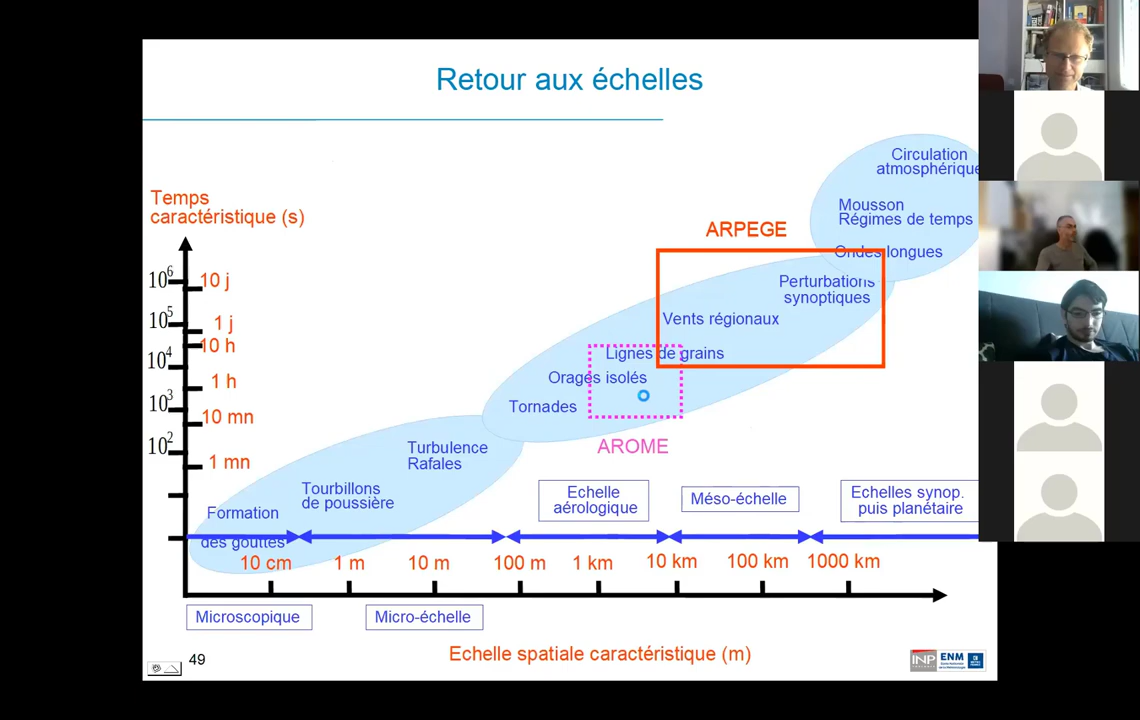 Retour aux échelles
Circulation
atmosphérique
Temps
caractéristique (s)
Mousson
Régimes de temps
ARPEGE
Ondes longues
10⁶
10 j
Perturbations
synoptiques
10⁵
1 j
Vents régionaux
10 h
10⁴
Lignes de grains
1 h
Orages isolés
10³
10 mn
Tornades
10²
1 mn
Turbulence
Rafales
AROME
Tourbillons
de poussière
Echelle
aérologique
Méso-échelle
Echelles synop.
puis planétaire
Formation
des gouttes
10 cm
1 m
10 m
100 m
1 km
10 km
100 km
1000 km
Microscopique
Micro-échelle
Echelle spatiale caractéristique (m)
49
INP
ENM